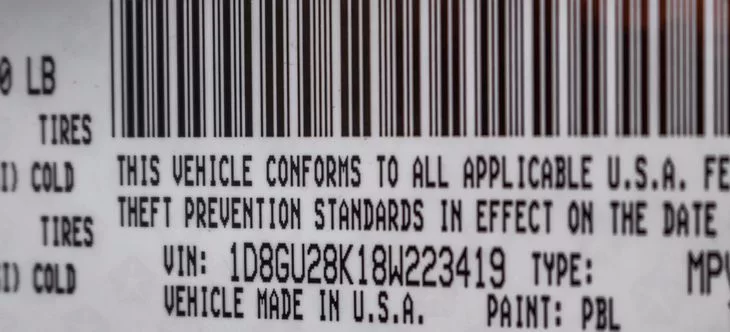 0 LB
TIRES
I) COLD
TIRES
I) COLD
THIS VEHICLE CONFORMS TO ALL APPLICABLE U.S.A. FE
THEFT PREVENTION STANDARDS IN EFFECT ON THE DATE
VIN: 1D8GU28K18W223419 TYPE: MPV
VEHICLE MADE IN U.S.A. PAINT: PBL